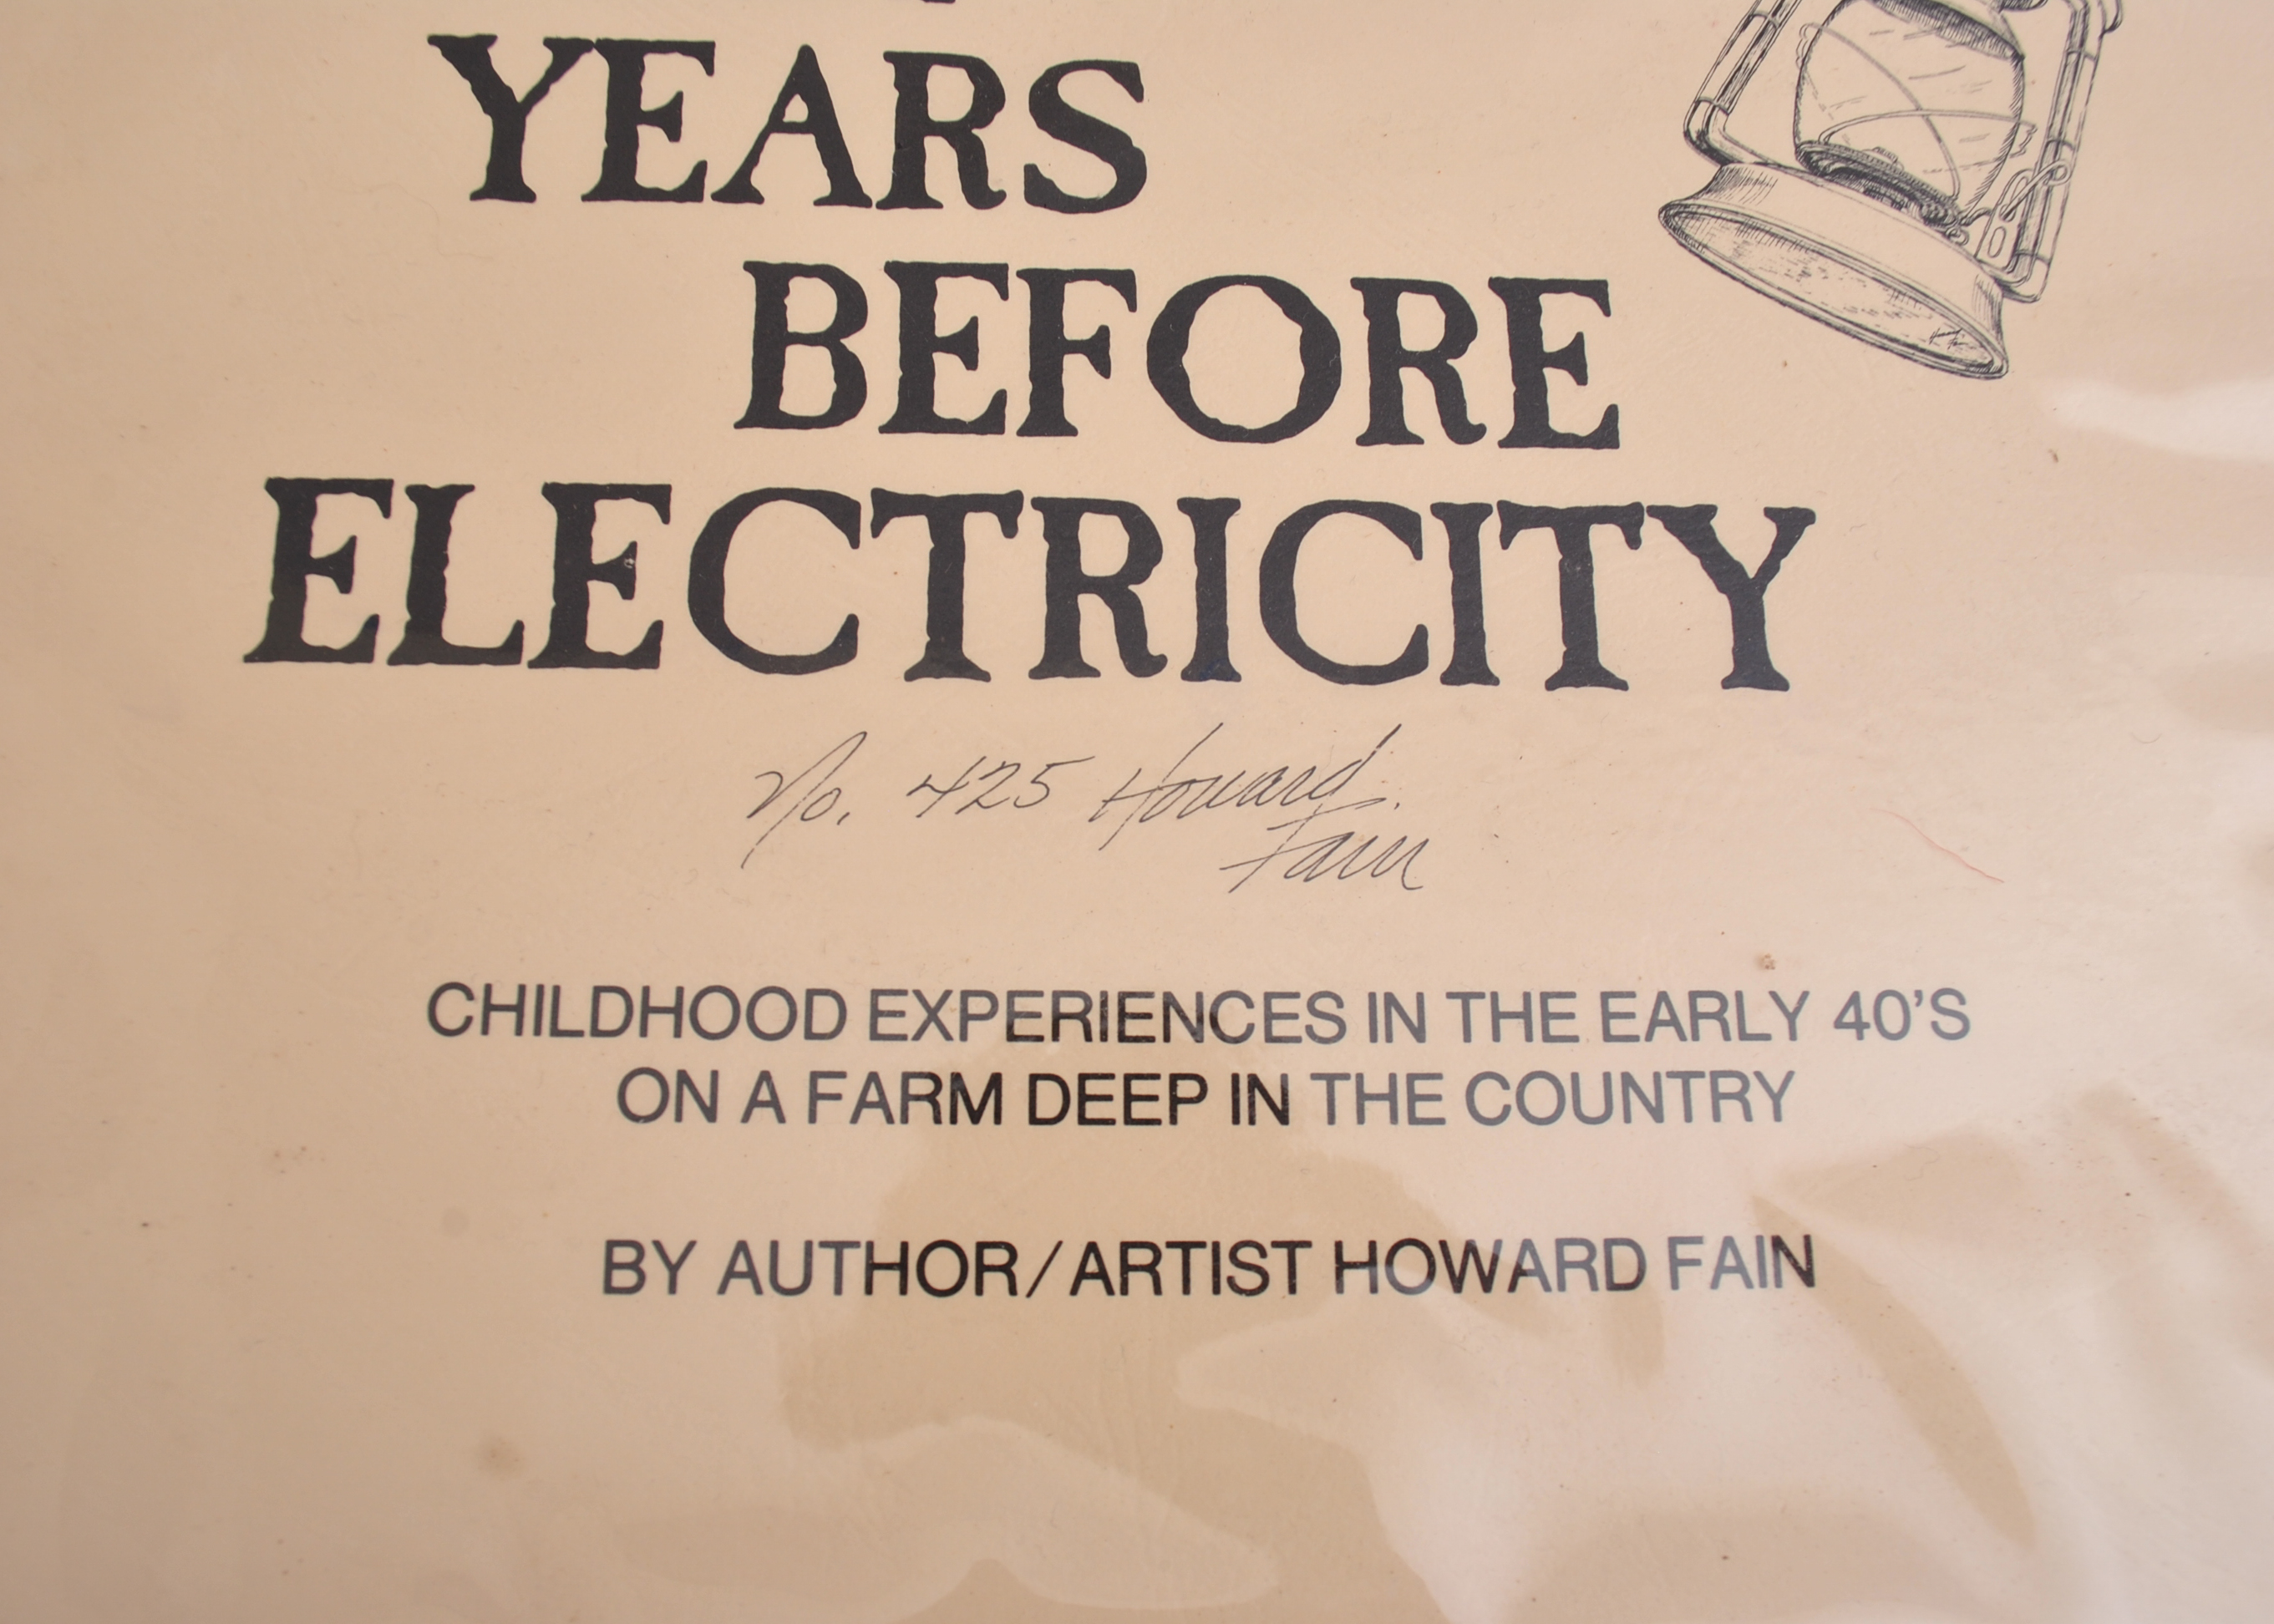 YEARS
BEFORE
ELECTRICITY
No. 425 Howard
Fain
CHILDHOOD EXPERIENCES IN THE EARLY 40'S
ON A FARM DEEP IN THE COUNTRY
BY AUTHOR/ARTIST HOWARD FAIN